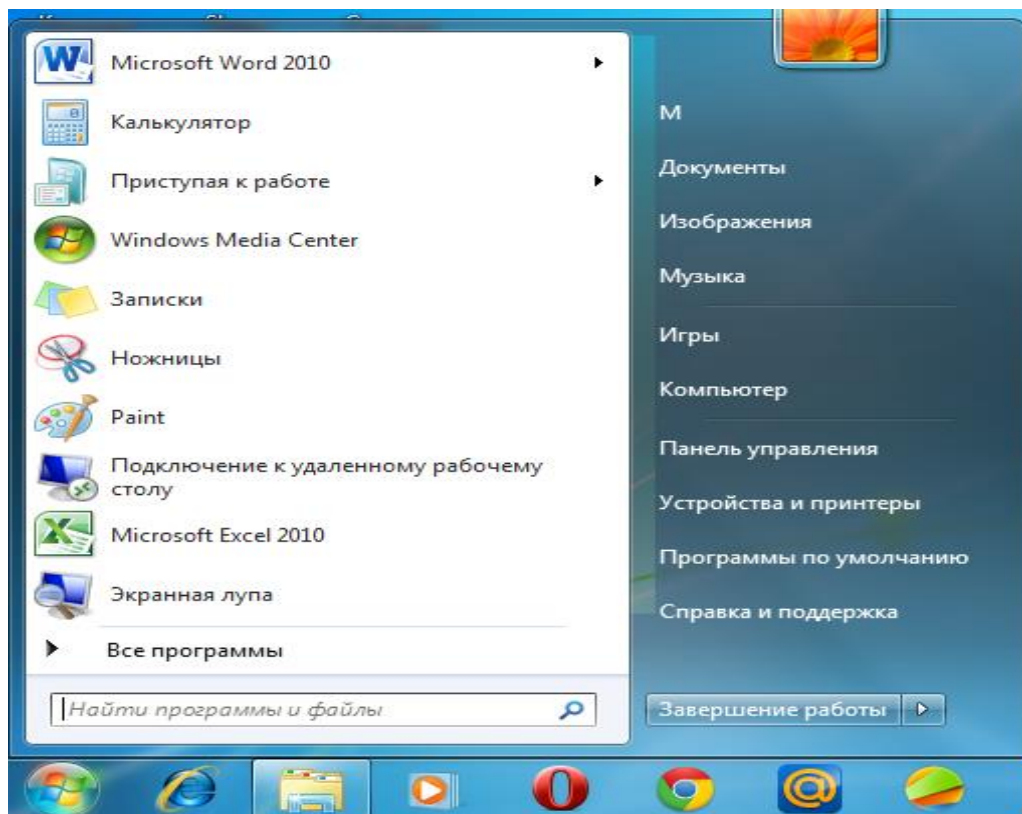 Microsoft Word 2010
Калькулятор
Приступая к работе
Windows Media Center
Записки
Ножницы
Paint
Подключение к удаленному рабочему
столу
Microsoft Excel 2010
Экранная лупа
Все программы
Найти программы и файлы
М
Документы
Изображения
Музыка
Игры
Компьютер
Панель управления
Устройства и принтеры
Программы по умолчанию
Справка и поддержка
Завершение работы